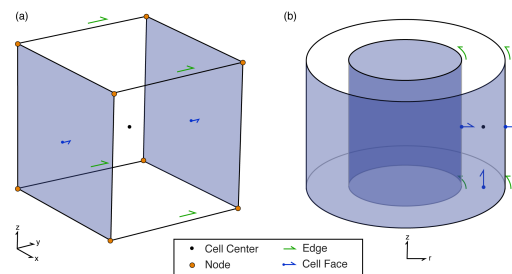 (a)
(b)
z
y
x
z
r
Cell Center
Edge
Node
Cell Face